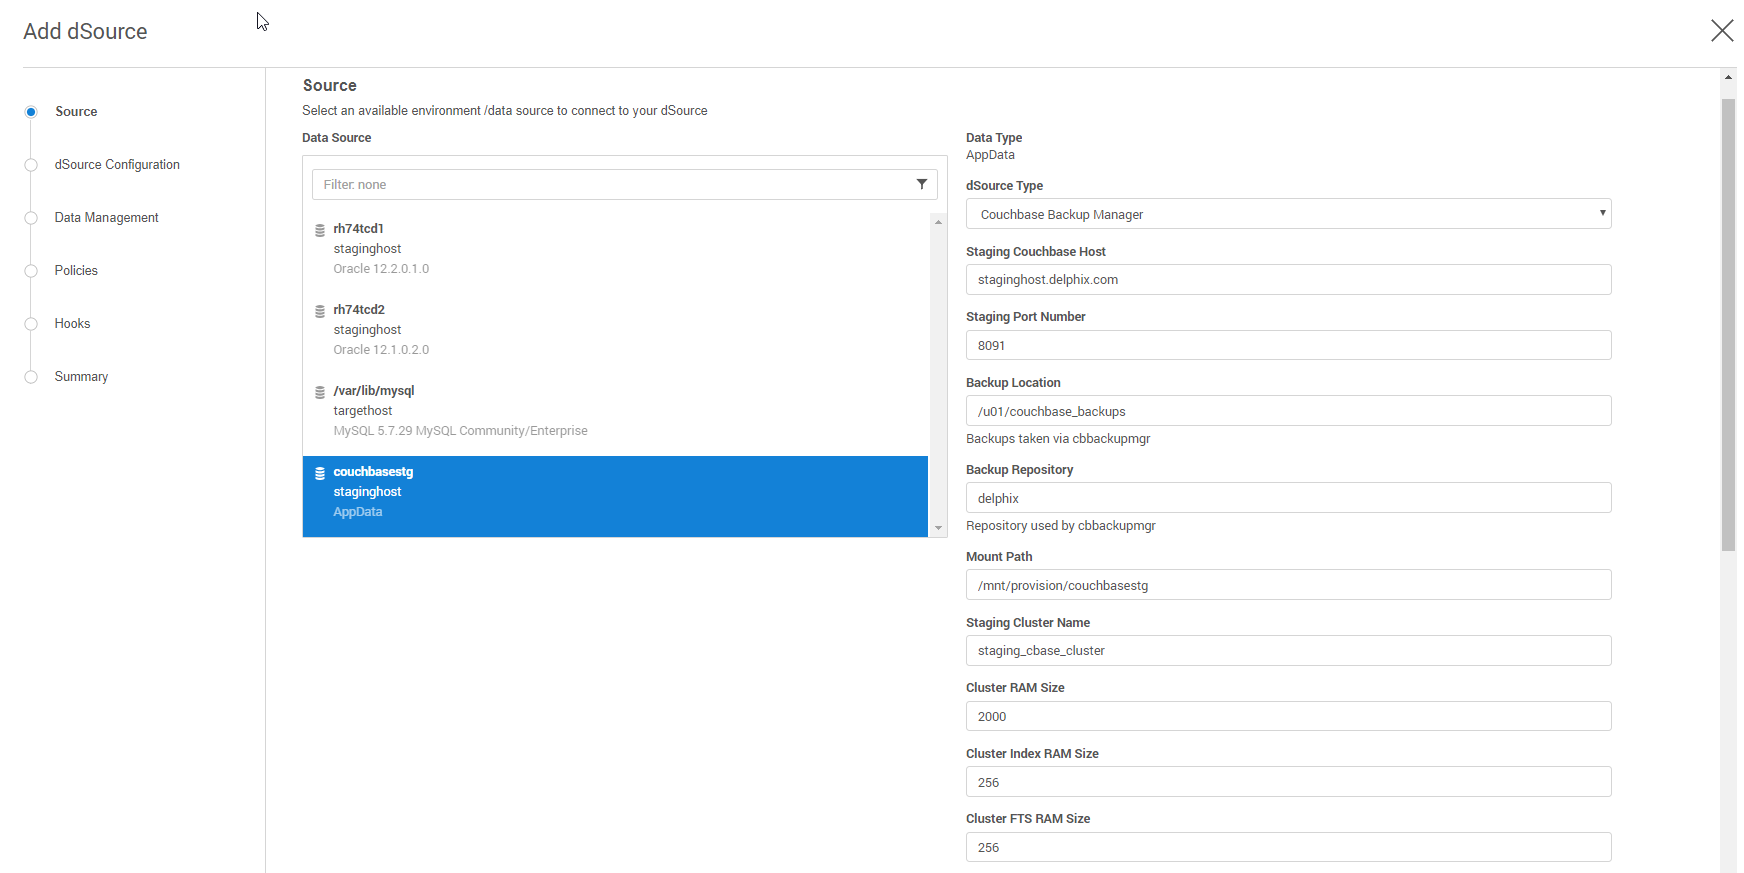 Add dSource
Source
dSource Configuration
Data Management
Policies
Hooks
Summary
Source
Select an available environment /data source to connect to your dSource
Data Source
Filter: none
rh74tcd1
staginghost
Oracle 12.2.0.1.0
rh74tcd2
staginghost
Oracle 12.1.0.2.0
/var/lib/mysql
targethost
MySQL 5.7.29 MySQL Community/Enterprise
couchbasestg
staginghost
AppData
Data Type
AppData
dSource Type
Couchbase Backup Manager
Staging Couchbase Host
staginghost.delphix.com
Staging Port Number
8091
Backup Location
/u01/couchbase_backups
Backups taken via cbbackupmgr
Backup Repository
delphix
Repository used by cbbackupmgr
Mount Path
/mnt/provision/couchbasestg
Staging Cluster Name
staging_cbase_cluster
Cluster RAM Size
2000
Cluster Index RAM Size
256
Cluster FTS RAM Size
256